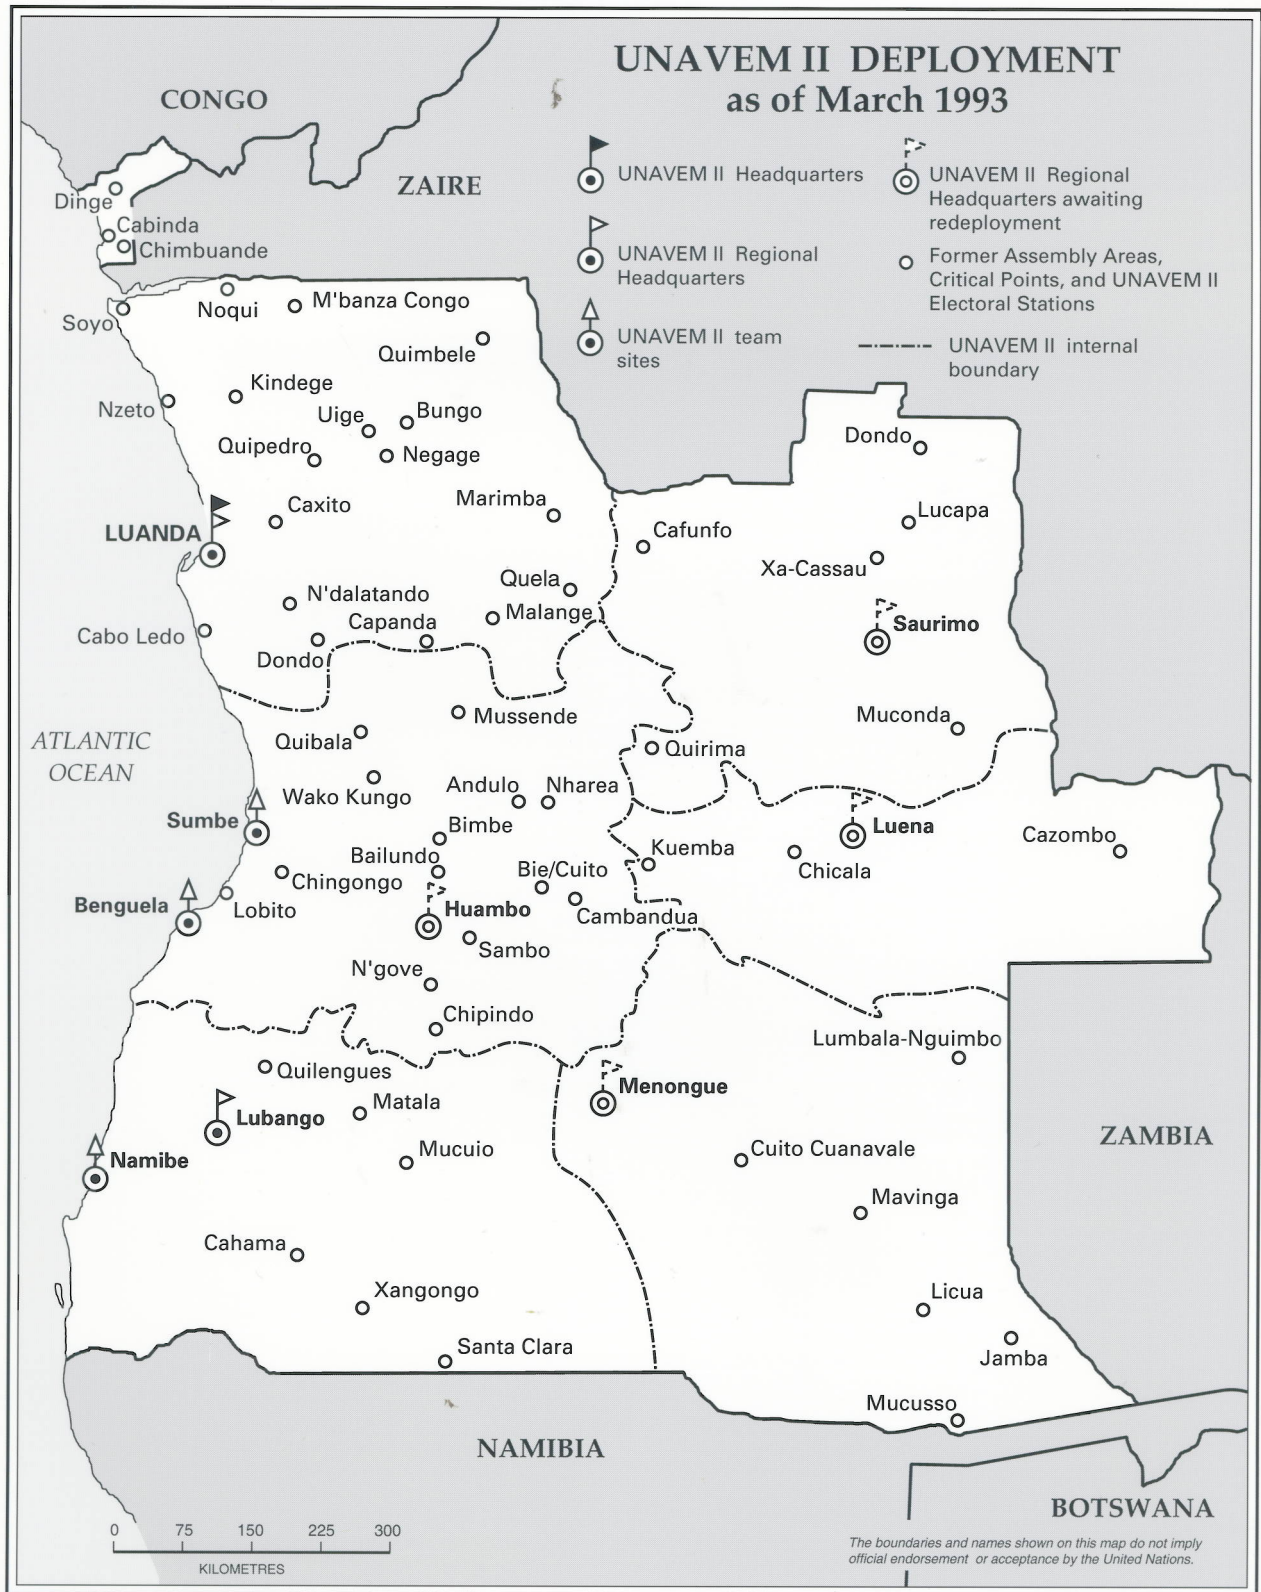 UNAVEM II DEPLOYMENT
as of March 1993
UNAVEM II Headquarters
UNAVEM II Regional
Headquarters
UNAVEM II team
sites
UNAVEM II Regional
Headquarters awaiting
redeployment
Former Assembly Areas,
Critical Points, and UNAVEM II
Electoral Stations
UNAVEM II internal
boundary
CONGO
ZAIRE
Dinge
Cabinda
Chimbuande
Soyo
Noqui
M'banza Congo
Quimbele
Nzeto
Kindege
Uige
Bungo
Quipedro
Negage
Dondo
LUANDA
Caxito
Marimba
Cafunfo
Lucapa
Xa-Cassau
Quela
N'dalatando
Malange
Capanda
Saurimo
Cabo Ledo
Dondo
Mussende
Muconda
ATLANTIC
OCEAN
Quibala
Quirima
Wako Kungo
Andulo
Nharea
Sumbe
Bimbe
Luena
Cazombo
Bailundo
Kuemba
Chicala
Chingongo
Bie/Cuito
Benguela
Lobito
Huambo
Cambandua
Sambo
N'gove
Chipindo
Lumbala-Nguimbo
Quilengues
Menongue
Lubango
Matala
ZAMBIA
Namibe
Mucuio
Cuito Cuanavale
Mavinga
Cahama
Xangongo
Licua
Santa Clara
Jamba
Mucusso
NAMIBIA
BOTSWANA
0 75 150 225 300
KILOMETRES
The boundaries and names shown on this map do not imply
official endorsement or acceptance by the United Nations.